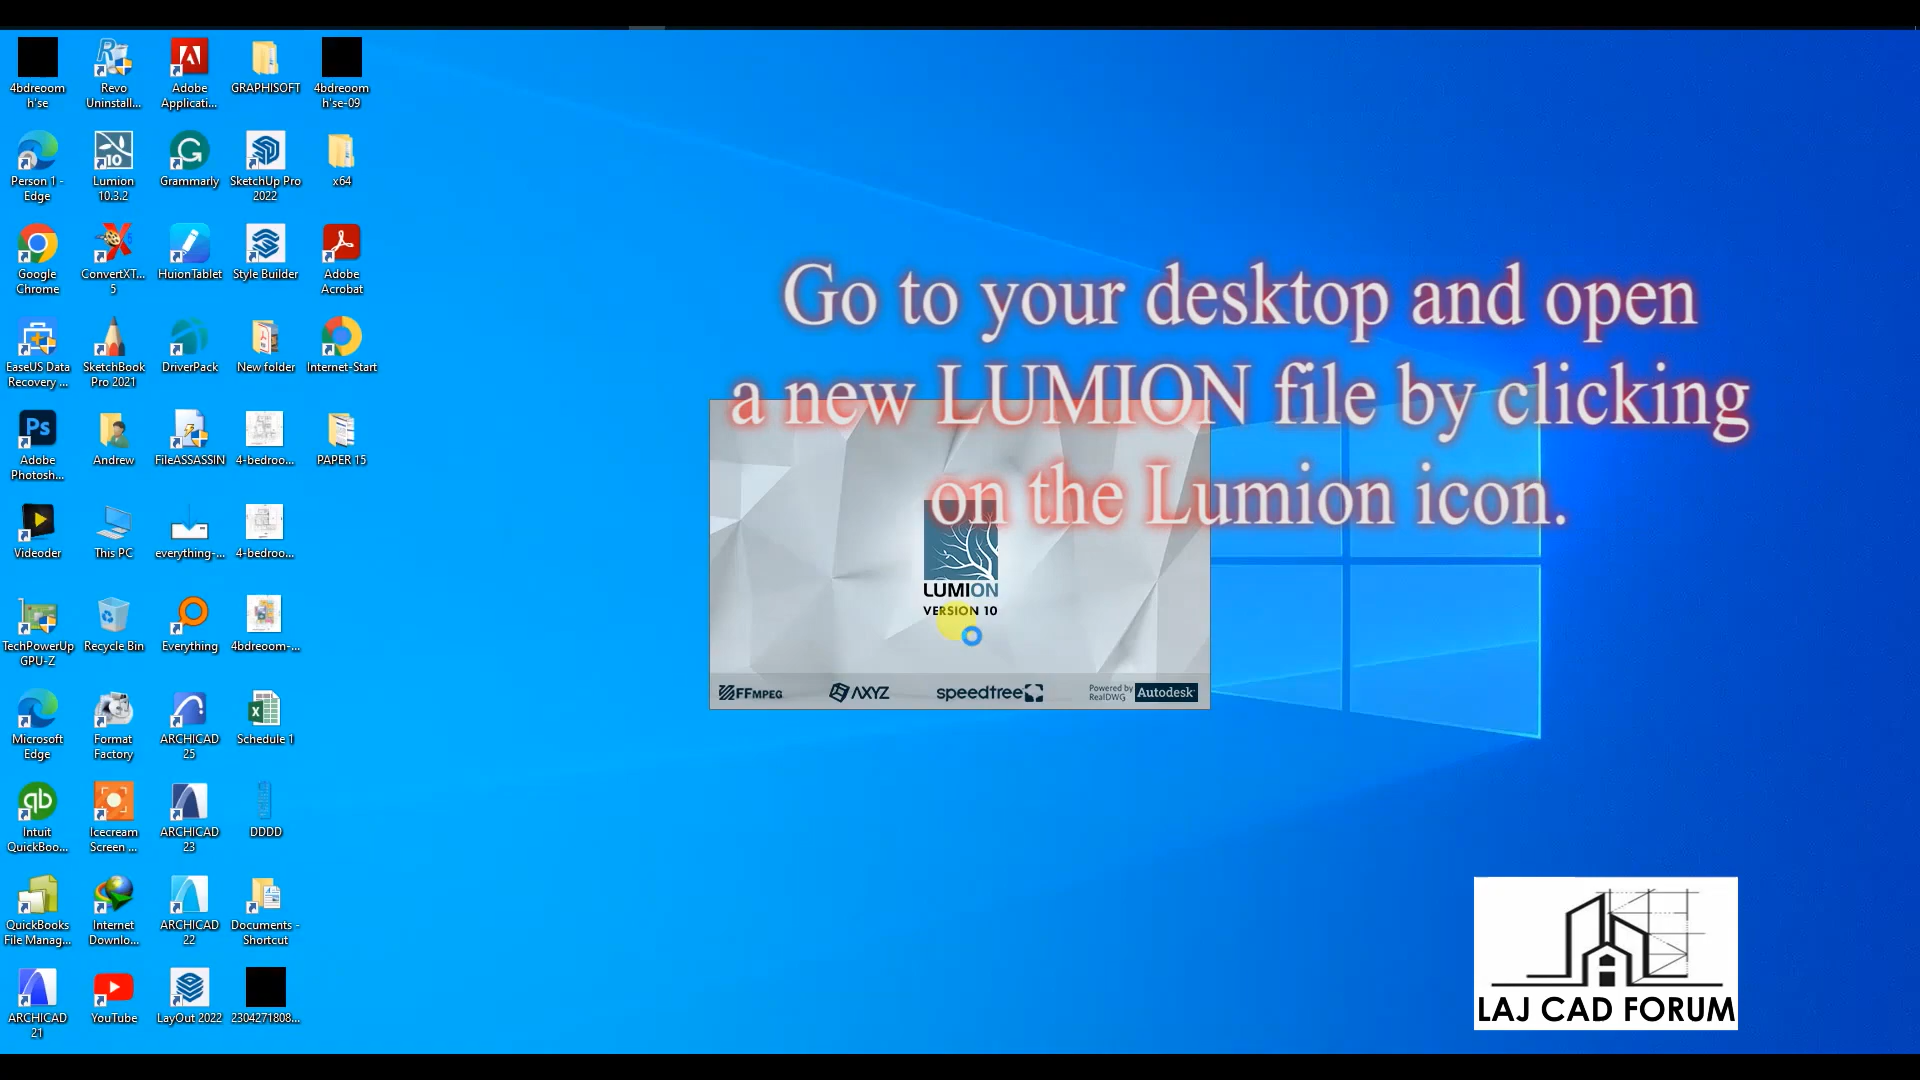 4bdreoom
h'se
Revo
Uninstall...
Adobe
Applicati...
GRAPHISOFT
4bdreoom
h'se-09
Person 1 -
Edge
10
Lumion
10.3.2
G
Grammarly
SketchUp Pro
2022
x64
Google
Chrome
ConvertXT...
5
HuionTablet
Style Builder
Adobe
Acrobat
EaseUS Data
Recovery ...
SketchBook
Pro 2021
DriverPack
New folder
Internet-Start
Ps
Adobe
Photosh...
Andrew
FileASSASSIN
4-bedroo...
PAPER 15
Videoder
This PC
everything-...
4-bedroo...
TechPowerUp
GPU-Z
Recycle Bin
Everything
4bdreoom-...
Microsoft
Edge
Format
Factory
ARCHICAD
25
Schedule 1
qb
Intuit
QuickBoo...
Icecream
Screen ...
ARCHICAD
23
DDDD
QuickBooks
File Manag...
Internet
Downlo...
ARCHICAD
22
Documents -
Shortcut
ARCHICAD
21
YouTube
LayOut 2022
2304271808...
Go to your desktop and open
a new LUMION file by clicking
on the Lumion icon.
LUMION
VERSION 10
FFMPEG
AXYZ
speedtree
Powered by
RealDWG
Autodesk
LAJ CAD FORUM